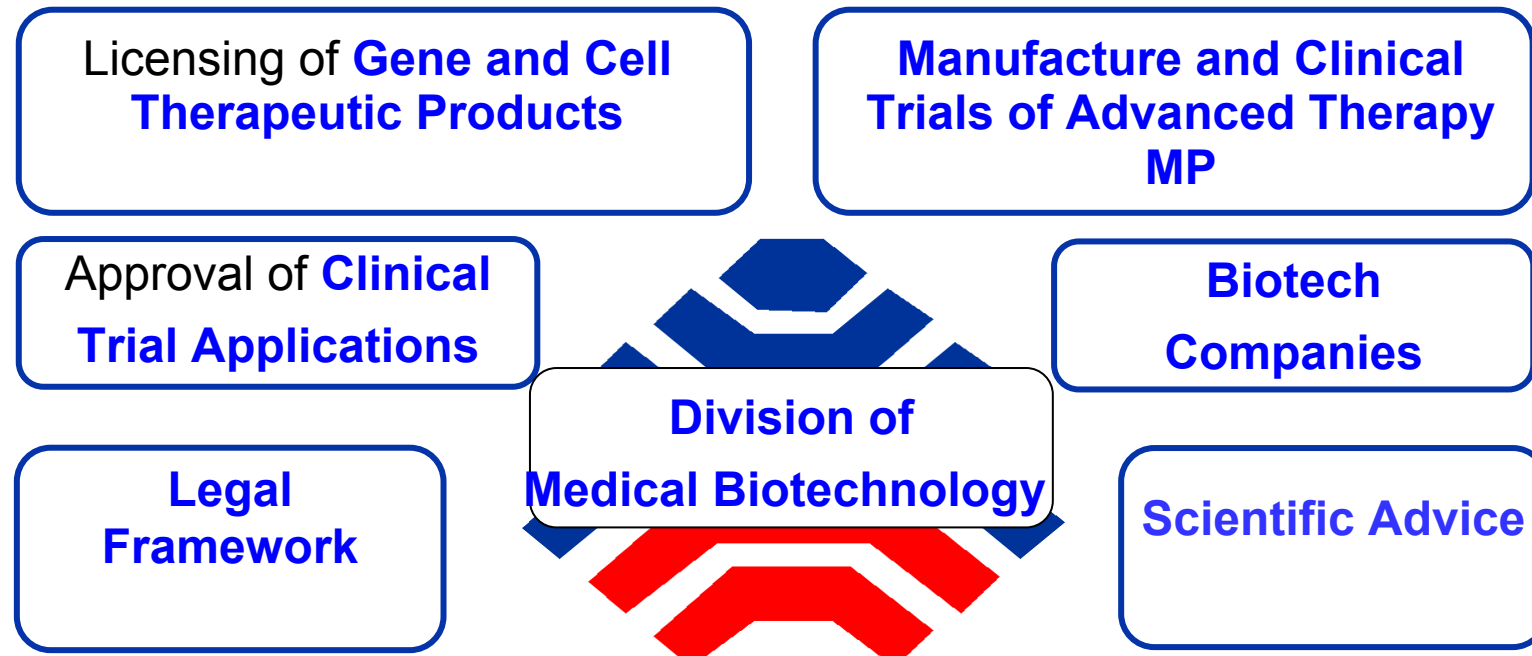 Licensing of Gene and Cell
Therapeutic Products
Manufacture and Clinical
Trials of Advanced Therapy
MP
Approval of Clinical
Trial Applications
Biotech
Companies
Division of
Medical Biotechnology
Legal
Framework
Scientific Advice